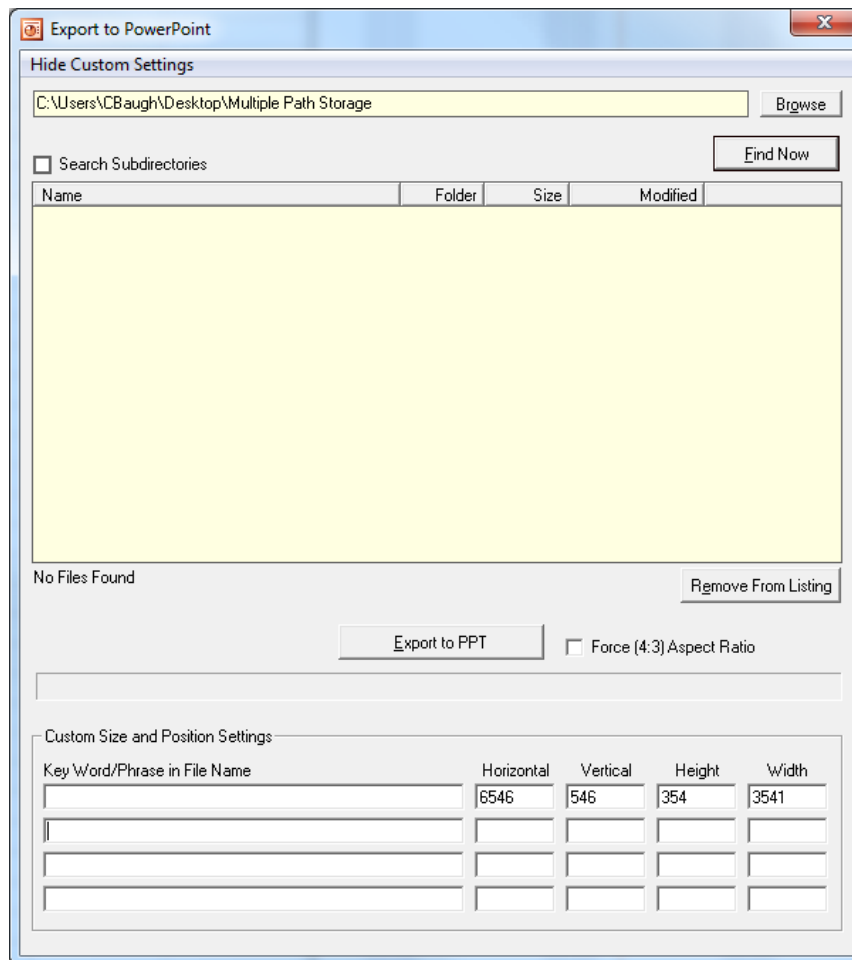 Export to PowerPoint
Hide Custom Settings
C:\Users\CBaugh\Desktop\Multiple Path Storage Browse
Search Subdirectories Find Now
Name Folder Size Modified
No Files Found
Remove From Listing
Export to PPT Force (4:3) Aspect Ratio
Custom Size and Position Settings
Key Word/Phrase in File Name Horizontal Vertical Height Width
6546 546 354 3541